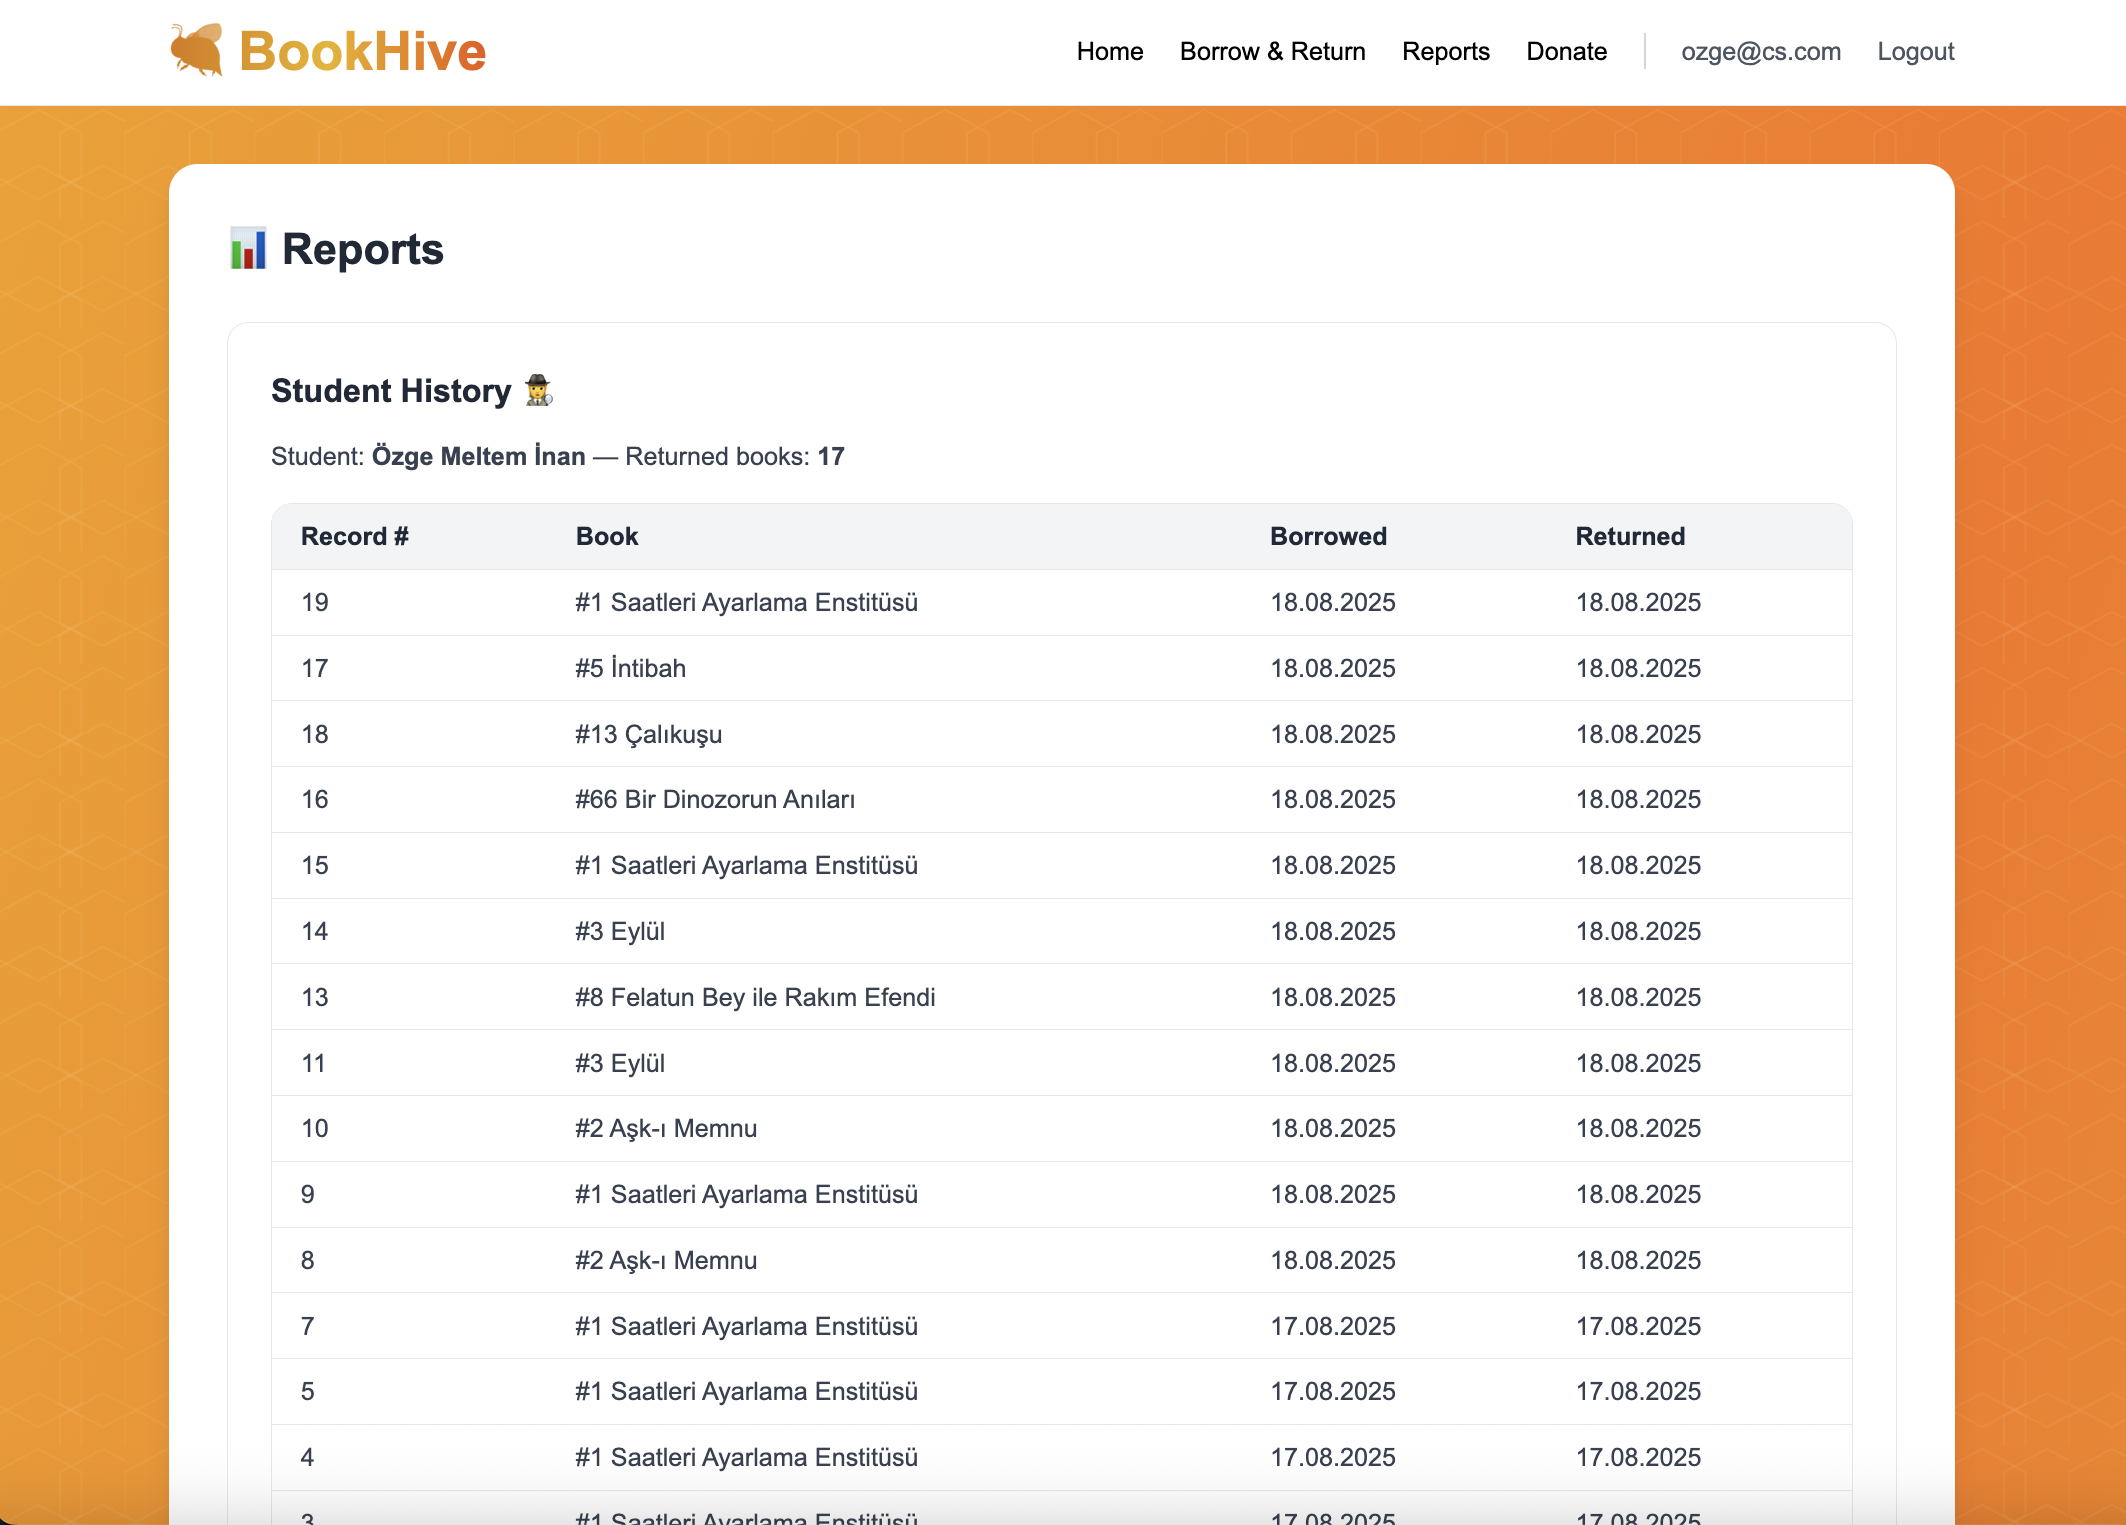 BookHive
Home Borrow & Return Reports Donate ozge@cs.com Logout
Reports
Student History
Student: Özge Meltem İnan — Returned books: 17
Record # Book Borrowed Returned
19 #1 Saatleri Ayarlama Enstitüsü 18.08.2025 18.08.2025
17 #5 İntibah 18.08.2025 18.08.2025
18 #13 Çalıkuşu 18.08.2025 18.08.2025
16 #66 Bir Dinozorun Anıları 18.08.2025 18.08.2025
15 #1 Saatleri Ayarlama Enstitüsü 18.08.2025 18.08.2025
14 #3 Eylül 18.08.2025 18.08.2025
13 #8 Felatun Bey ile Rakım Efendi 18.08.2025 18.08.2025
11 #3 Eylül 18.08.2025 18.08.2025
10 #2 Aşk-ı Memnu 18.08.2025 18.08.2025
9 #1 Saatleri Ayarlama Enstitüsü 18.08.2025 18.08.2025
8 #2 Aşk-ı Memnu 18.08.2025 18.08.2025
7 #1 Saatleri Ayarlama Enstitüsü 17.08.2025 17.08.2025
5 #1 Saatleri Ayarlama Enstitüsü 17.08.2025 17.08.2025
4 #1 Saatleri Ayarlama Enstitüsü 17.08.2025 17.08.2025
3 #1 Saatleri Ayarlama Enstitüsü 17.08.2025 17.08.2025